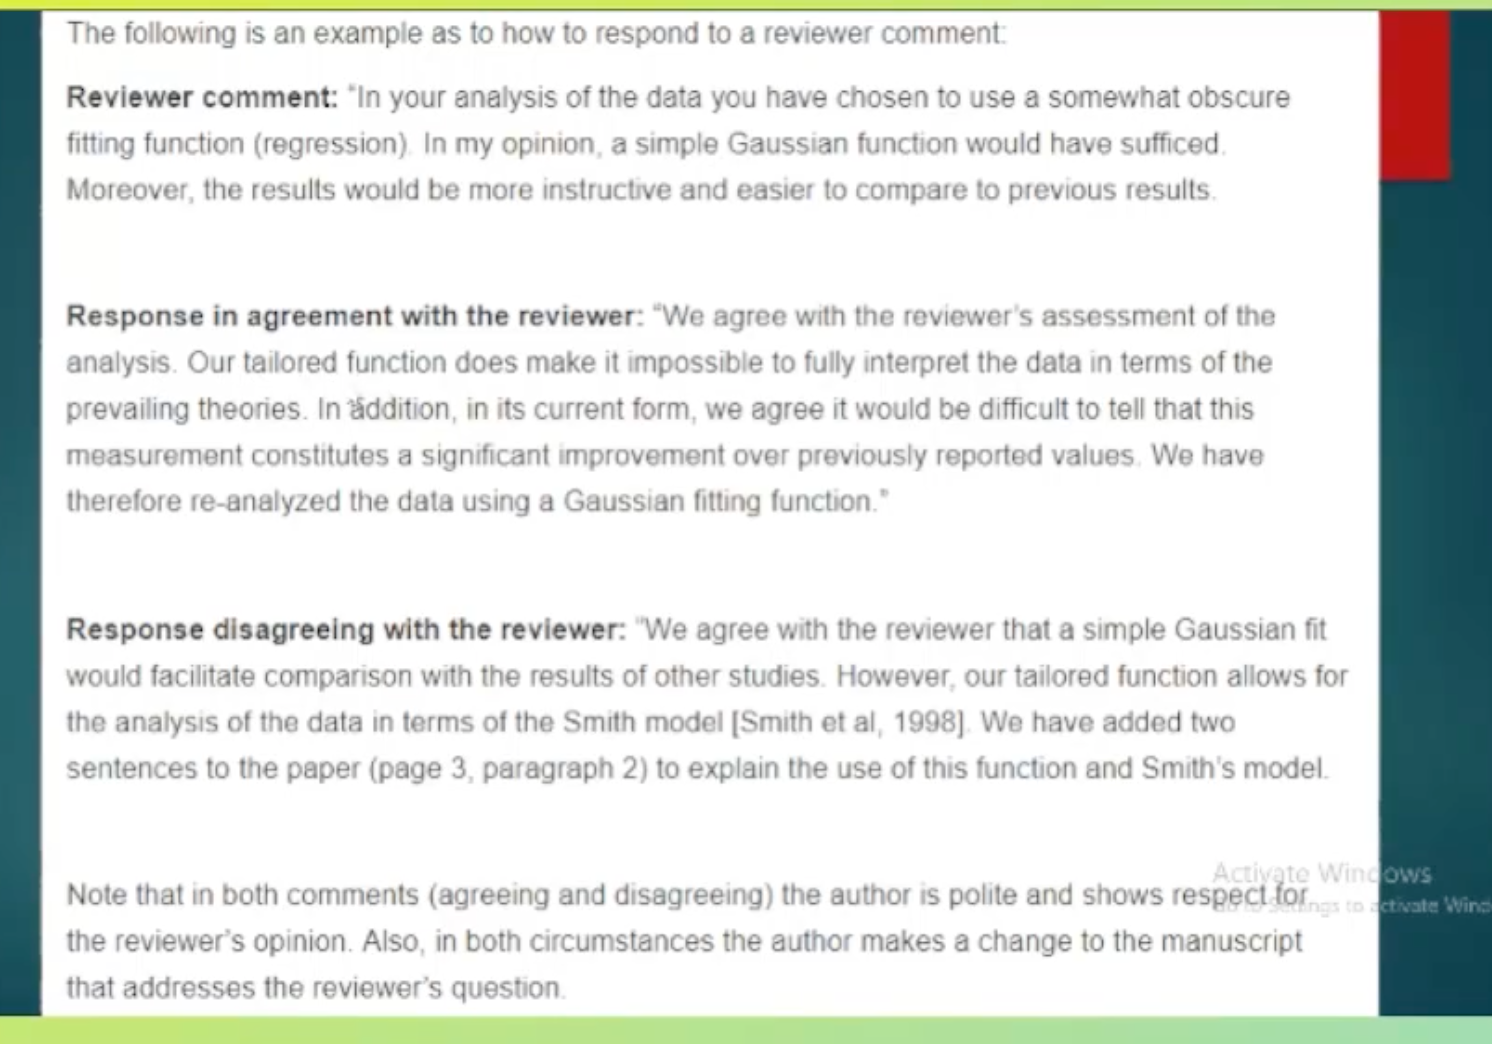 The following is an example as to how to respond to a reviewer comment:
Reviewer comment: "In your analysis of the data you have chosen to use a somewhat obscure
fitting function (regression). In my opinion, a simple Gaussian function would have sufficed.
Moreover, the results would be more instructive and easier to compare to previous results.
Response in agreement with the reviewer: "We agree with the reviewer's assessment of the
analysis. Our tailored function does make it impossible to fully interpret the data in terms of the
prevailing theories. In addition, in its current form, we agree it would be difficult to tell that this
measurement constitutes a significant improvement over previously reported values. We have
therefore re-analyzed the data using a Gaussian fitting function."
Response disagreeing with the reviewer: "We agree with the reviewer that a simple Gaussian fit
would facilitate comparison with the results of other studies. However, our tailored function allows for
the analysis of the data in terms of the Smith model [Smith et al, 1998]. We have added two
sentences to the paper (page 3, paragraph 2) to explain the use of this function and Smith's model.
Activate Windows
Note that in both comments (agreeing and disagreeing) the author is polite and shows respect for
Settings to activate Wind
the reviewer's opinion. Also, in both circumstances the author makes a change to the manuscript
that addresses the reviewer's question.